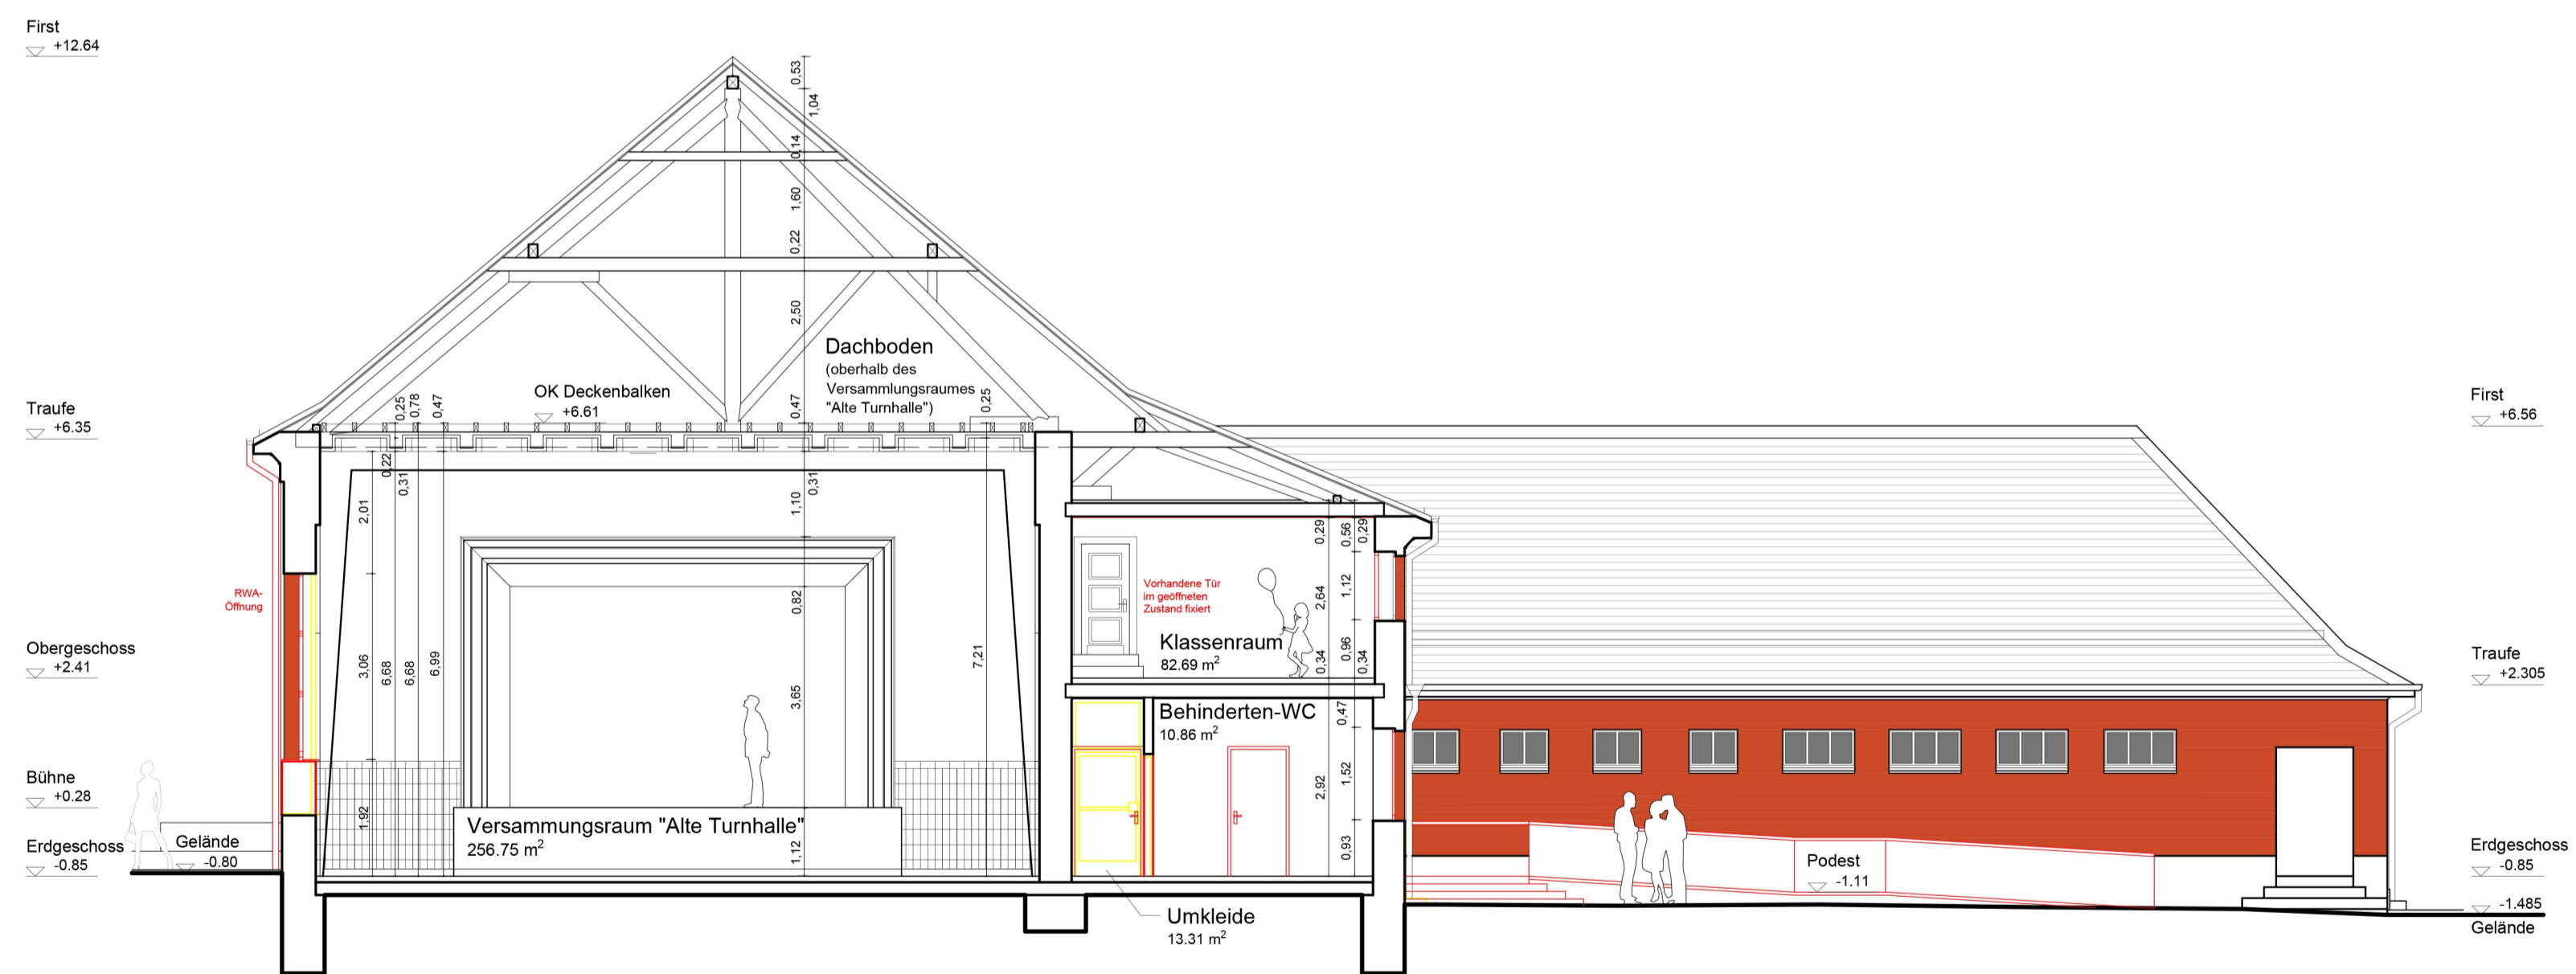 First
+12.64
Traufe
+6.35
Obergeschoss
+2.41
Bühne
+0.28
Erdgeschoss
-0.85
Gelände
-0.80
RWA-
Öffnung
0,53
1,04
0,14
1,60
0,22
2,50
0,47
Dachboden
(oberhalb des
Versammlungsraumes
"Alte Turnhalle")
OK Deckenbalken
+6.61
0,25
0,78
0,47
0,25
0,22
0,31
2,01
3,06
1,92
6,68
6,68
6,99
0,31
1,10
0,82
3,65
1,12
7,21
Versammungsraum "Alte Turnhalle"
256.75 m²
Vorhandene Tür
im geöffneten
Zustand fixiert
Klassenraum
82.69 m²
0,29
0,56
0,29
2,64
1,12
0,34
0,96
0,34
Behinderten-WC
10.86 m²
0,47
2,92
1,52
0,93
Umkleide
13.31 m²
Podest
-1.11
First
+6.56
Traufe
+2.305
Erdgeschoss
-0.85
-1.485
Gelände